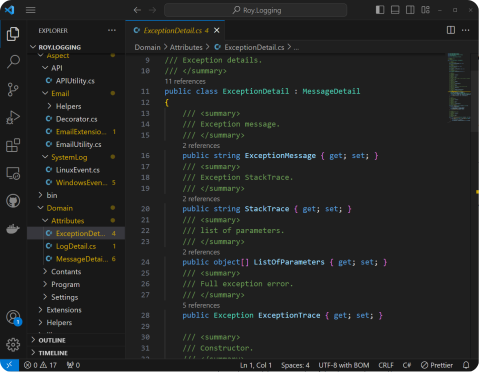 Roy.Logging
EXPLORER
ExceptionDetail.cs 4
ROY.LOGGING
Domain > Attributes > ExceptionDetail.cs > ...
Aspect
API
APIUtility.cs
Email
Helpers
Decorator.cs
EmailExtensio... 1
EmailUtility.cs
SystemLog
LinuxEvent.cs
WindowsEven... 5
bin
Domain
Attributes
ExceptionDet... 4
LogDetail.cs 1
MessageDetai... 6
Contants
Program
Settings
Extensions
Helpers
OUTLINE
TIMELINE
9 /// Exception details.
10 /// </summary>
11 references
11 public class ExceptionDetail : MessageDetail
12 {
13 /// <summary>
14 /// Exception message.
15 /// </summary>
2 references
16 public string ExceptionMessage { get; set; }
17 /// <summary>
18 /// Exception StackTrace.
19 /// </summary>
2 references
20 public string StackTrace { get; set; }
21 /// <summary>
22 /// list of parameters.
23 /// </summary>
2 references
24 public object[] ListOfParameters { get; set; }
25 /// <summary>
26 /// Full exception error.
27 /// </summary>
5 references
28 public Exception ExceptionTrace { get; set; }
29
30 /// <summary>
31 /// Constructor.
32 /// </summary>
1
0 17 0 Ln 1, Col 1 Spaces: 4 UTF-8 with BOM CRLF C# Prettier